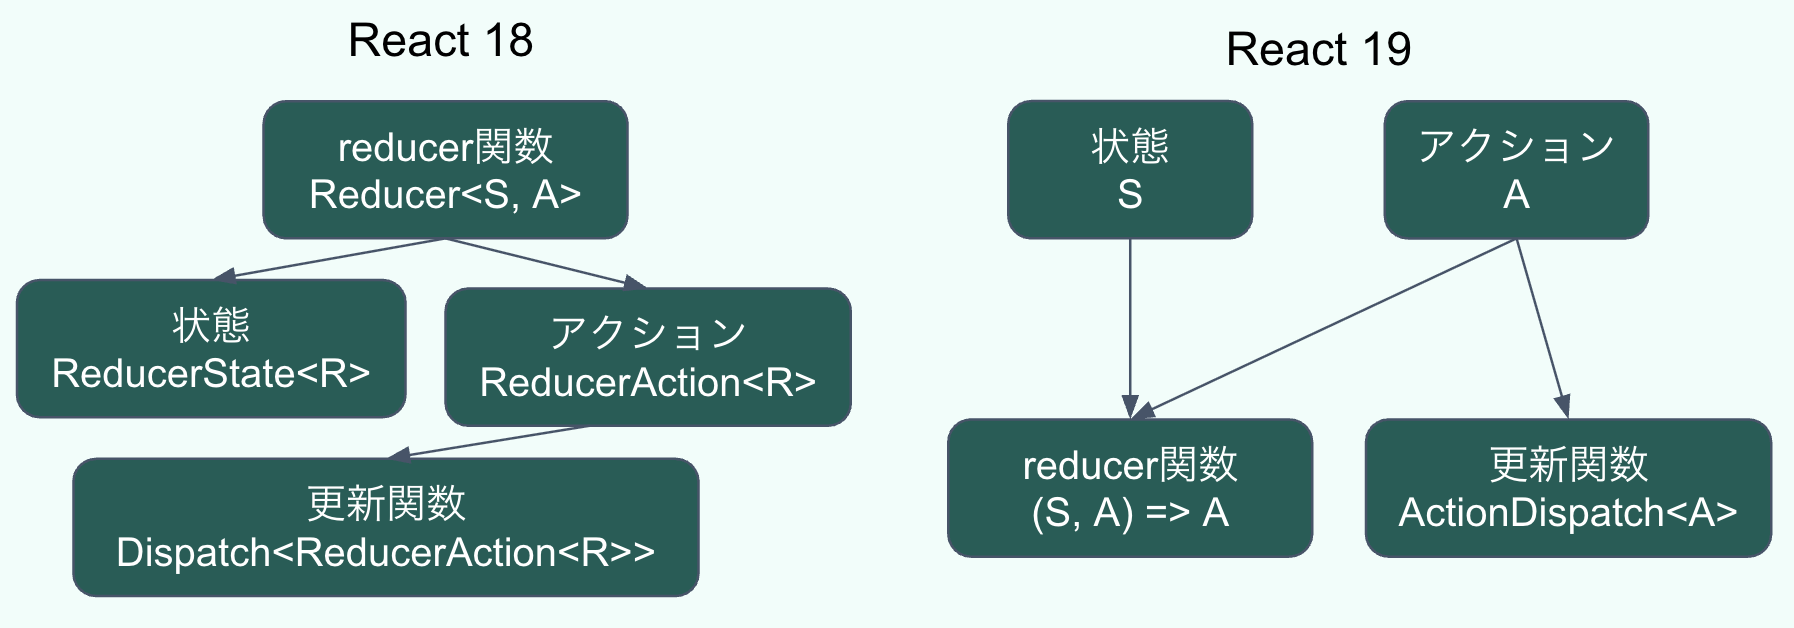 React 18
reducer関数
Reducer<S, A>
状態
ReducerState<R>
アクション
ReducerAction<R>
更新関数
Dispatch<ReducerAction<R>>
React 19
状態
S
アクション
A
reducer関数
(S, A) => A
更新関数
ActionDispatch<A>